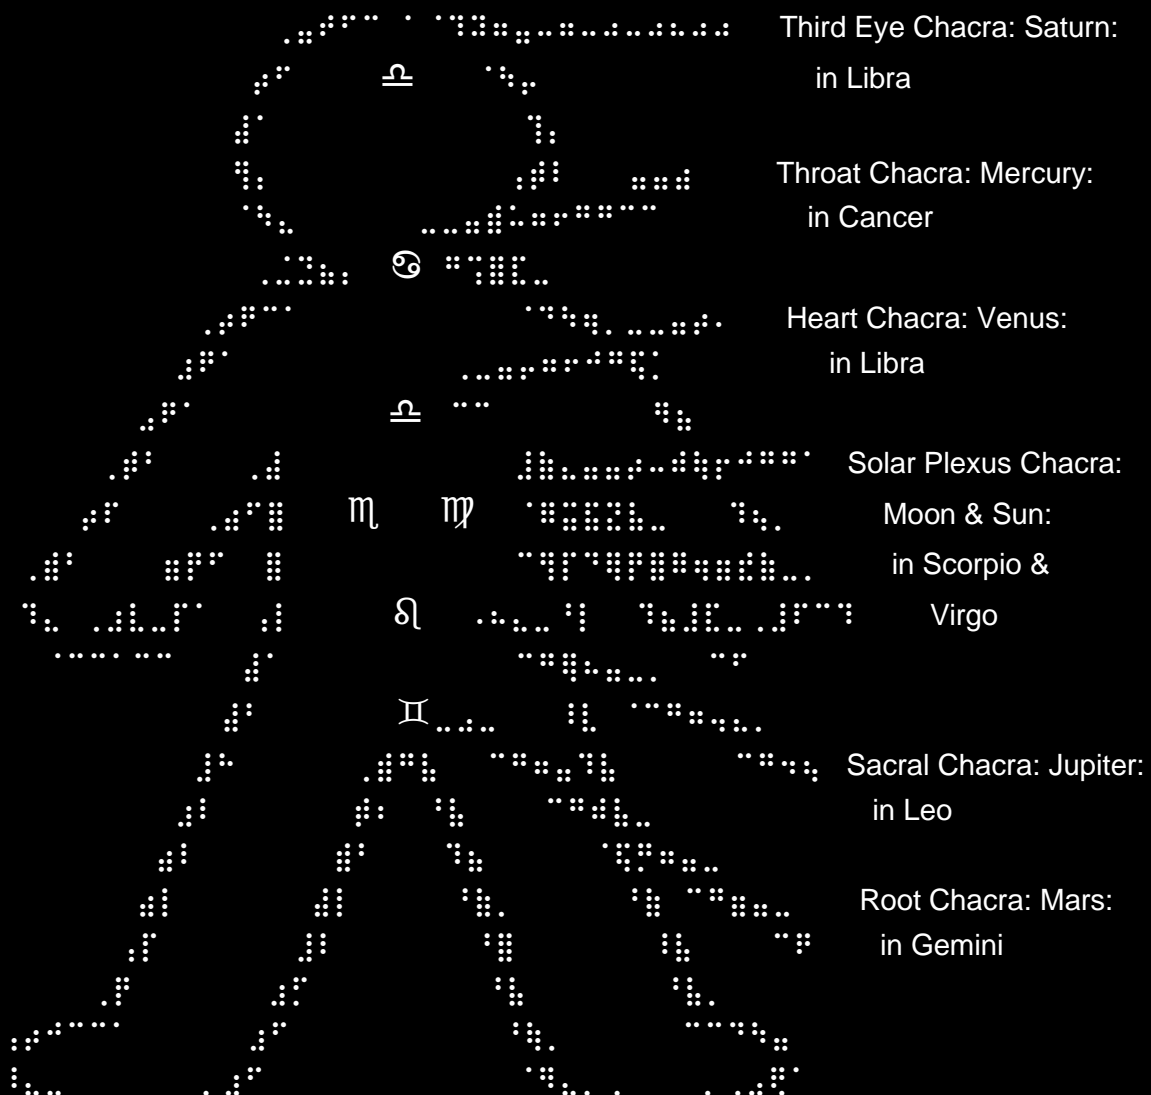 Third Eye Chacra: Saturn:
♎
in Libra
Throat Chacra: Mercury:
in Cancer
♋
Heart Chacra: Venus:
in Libra
♎
Solar Plexus Chacra:
♏ ♍
Moon & Sun:
in Scorpio &
♌
Virgo
♊
Sacral Chacra: Jupiter:
in Leo
Root Chacra: Mars:
in Gemini